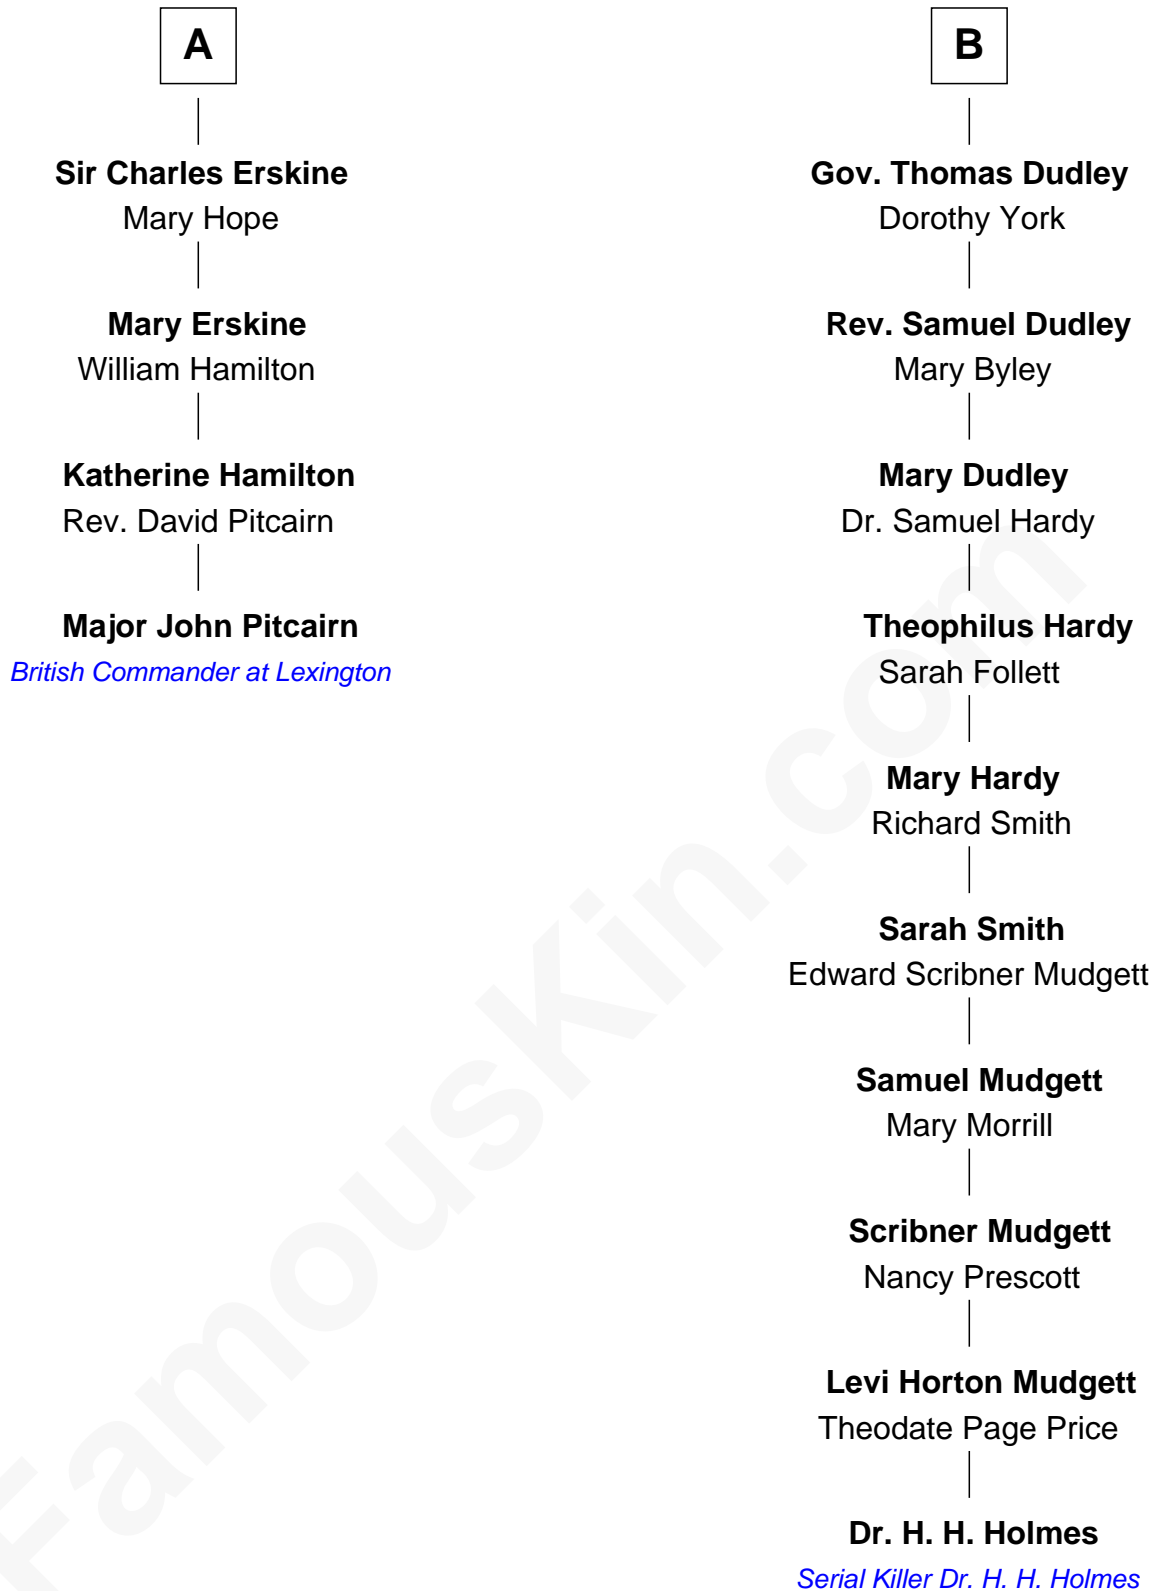 A
Sir Charles Erskine
Mary Hope
Mary Erskine
William Hamilton
Katherine Hamilton
Rev. David Pitcairn
Major John Pitcairn
British Commander at Lexington
B
Gov. Thomas Dudley
Dorothy York
Rev. Samuel Dudley
Mary Byley
Mary Dudley
Dr. Samuel Hardy
Theophilus Hardy
Sarah Follett
Mary Hardy
Richard Smith
Sarah Smith
Edward Scribner Mudgett
Samuel Mudgett
Mary Morrill
Scribner Mudgett
Nancy Prescott
Levi Horton Mudgett
Theodate Page Price
Dr. H. H. Holmes
Serial Killer Dr. H. H. Holmes
FamousKin.com